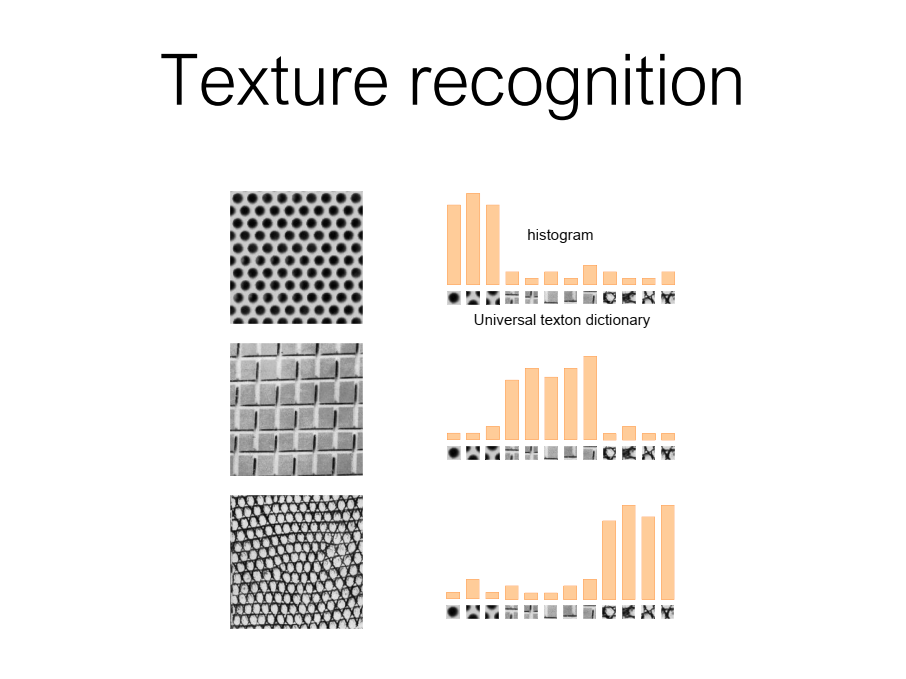 Texture recognition
histogram
Universal texton dictionary